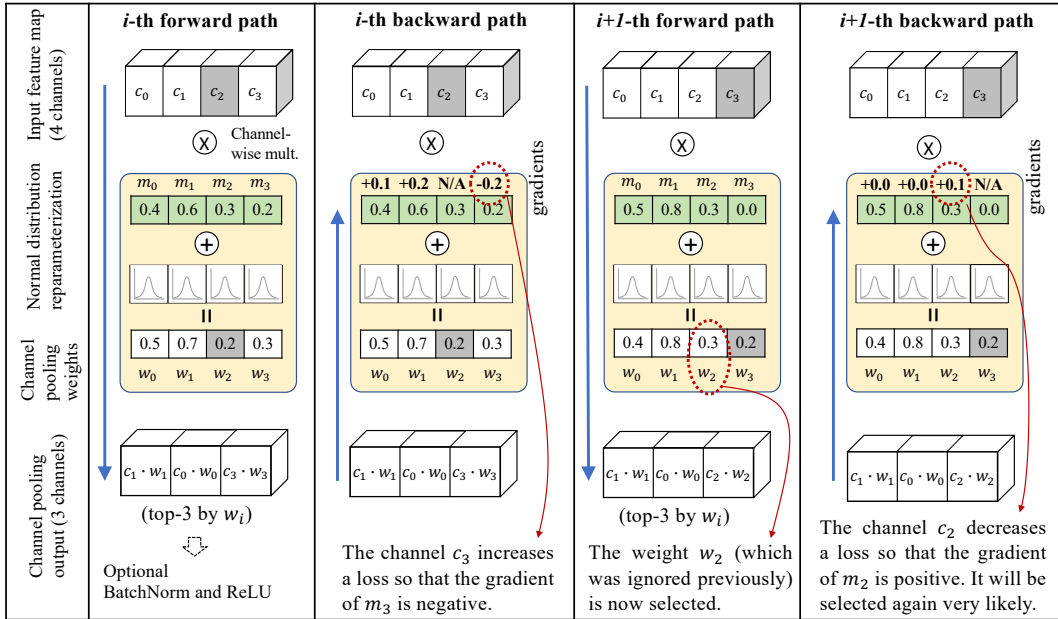 i-th forward path
i-th backward path
i+1-th forward path
i+1-th backward path
Input feature map
(4 channels)
Normal distribution
reparameterization
Channel
pooling
weights
Channel pooling
output (3 channels)
c₀ c₁ c₂ c₃
X
Channel-
wise mult.
m₀ m₁ m₂ m₃
0.4 0.6 0.3 0.2
+
=
0.5 0.7 0.2 0.3
w₀ w₁ w₂ w₃
c₁ · w₁ c₀ · w₀ c₃ · w₃
(top-3 by wᵢ)
Optional
BatchNorm and ReLU
c₀ c₁ c₂ c₃
X
gradients
+0.1 +0.2 N/A -0.2
0.4 0.6 0.3 0.2
+
=
0.5 0.7 0.2 0.3
w₀ w₁ w₂ w₃
c₁ · w₁ c₀ · w₀ c₃ · w₃
The channel c₃ increases
a loss so that the gradient
of m₃ is negative.
c₀ c₁ c₂ c₃
X
m₀ m₁ m₂ m₃
0.5 0.8 0.3 0.0
+
=
0.4 0.8 0.3 0.2
w₀ w₁ w₂ w₃
c₁ · w₁ c₀ · w₀ c₂ · w₂
(top-3 by wᵢ)
The weight w₂ (which
was ignored previously)
is now selected.
c₀ c₁ c₂ c₃
X
gradients
+0.0 +0.0 +0.1 N/A
0.5 0.8 0.3 0.0
+
=
0.4 0.8 0.3 0.2
w₀ w₁ w₂ w₃
c₁ · w₁ c₀ · w₀ c₂ · w₂
The channel c₂ decreases
a loss so that the gradient
of m₂ is positive. It will be
selected again very likely.